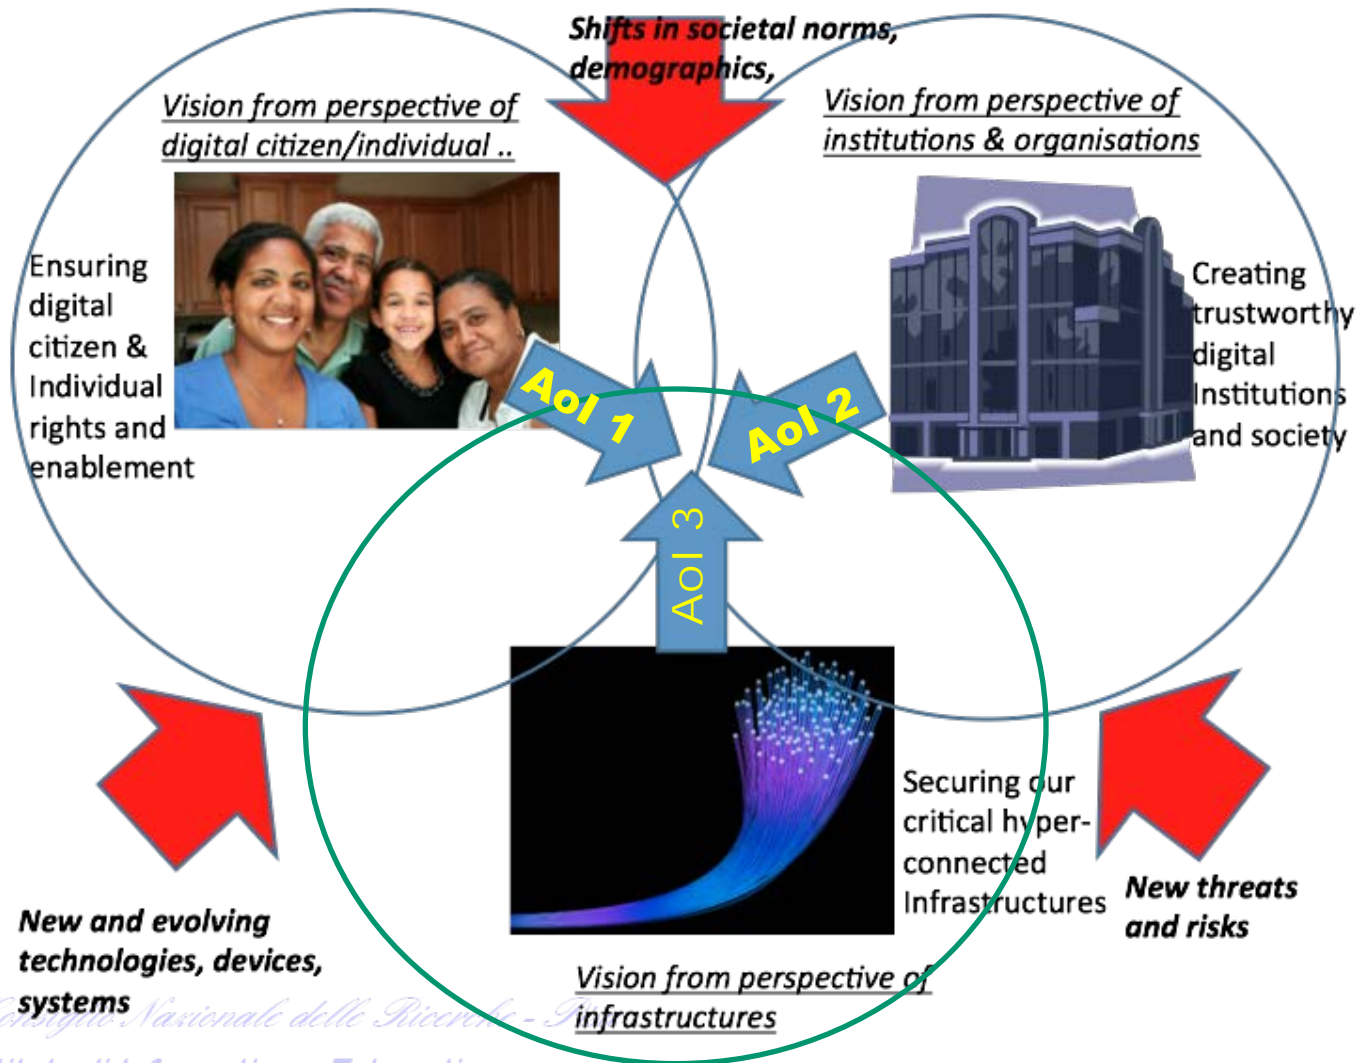 Shifts in societal norms,
demographics,
Vision from perspective of
digital citizen/individual ..
Vision from perspective of
institutions & organisations
Ensuring
digital
citizen &
Individual
rights and
enablement
Creating
trustworthy
digital
Institutions
and society
AoI 1
AoI 2
AoI 3
Securing our
critical hyper-
connected
Infrastructures
New threats
and risks
New and evolving
technologies, devices,
systems
Vision from perspective of
infrastructures
Nazionale delle Ricerche -